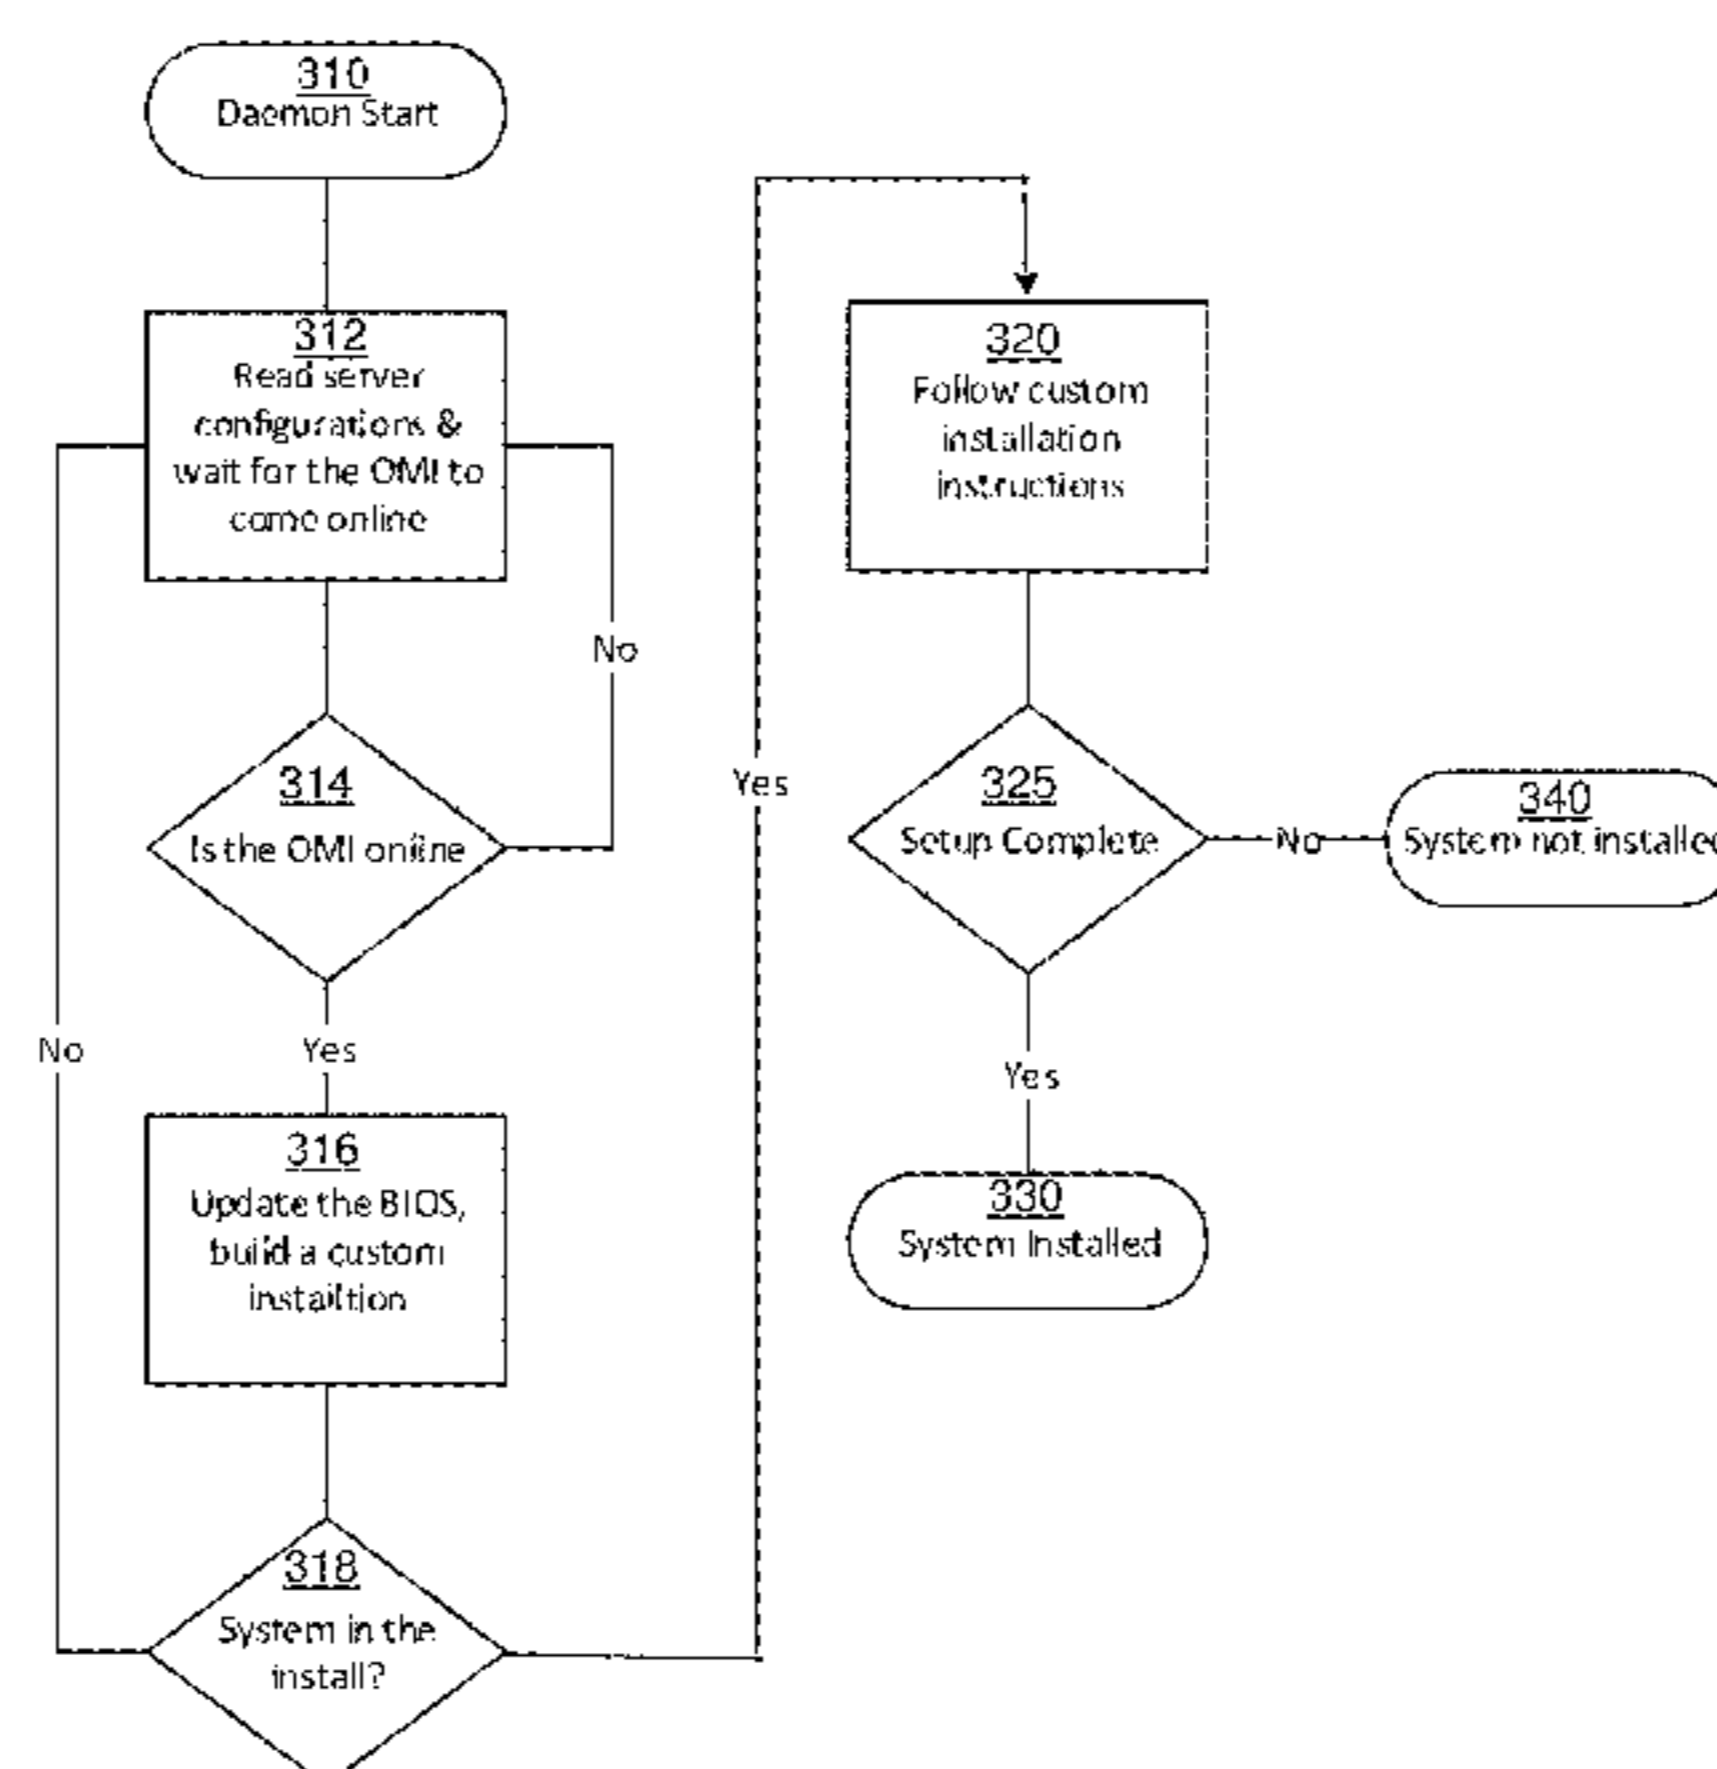 310
Daemon Start
312
Read server
configurations &
wait for the OMI to
come online
No
314
Is the OMI online
No
Yes
316
Update the BIOS,
build a custom
instailtion
318
System in the
install?
Yes
320
Follow custom
installation
instructions
325
Setup Complete
No
340
System not installed
Yes
330
System Installed